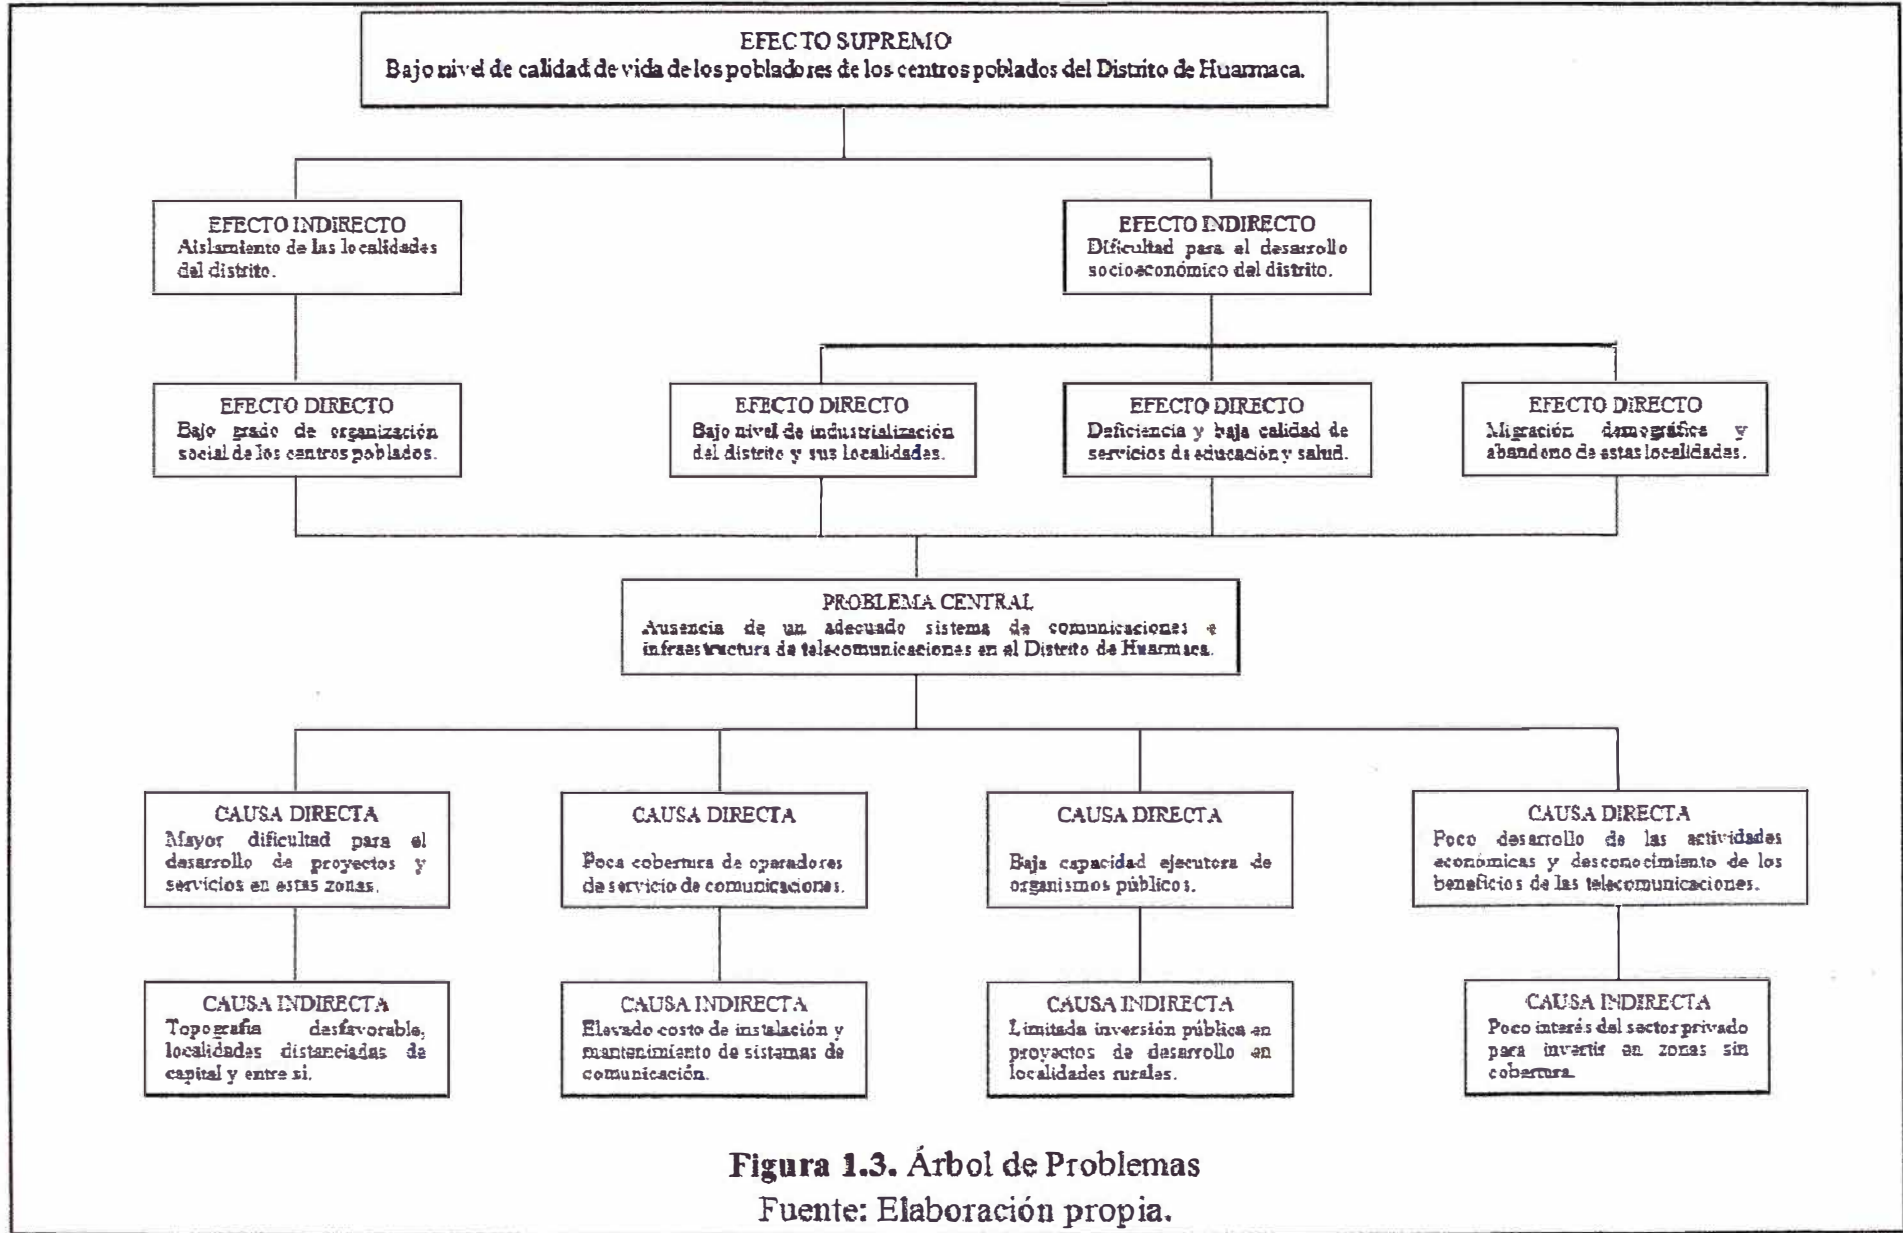 EFECTO SUPREMO
Bajo nivel de calidad de vida de los pobladores de los centros poblados del Distrito de Huarmaca.
EFECTO INDIRECTO
Aislamiento de las localidades
del distrito.
EFECTO INDIRECTO
Dificultad para el desarrollo
socioeconómico del distrito.
EFECTO DIRECTO
Bajo grado de organización
social de los centros poblados.
EFECTO DIRECTO
Bajo nivel de industrialización
del distrito y sus localidades.
EFECTO DIRECTO
Deficiencia y baja calidad de
servicios de educación y salud.
EFECTO DIRECTO
Migración demográfica y
abandono de estas localidades.
PROBLEMA CENTRAL
Ausencia de un adecuado sistema de comunicaciones e
infraestructura de telecomunicaciones en el Distrito de Huarmaca.
CAUSA DIRECTA
Mayor dificultad para el
desarrollo de proyectos y
servicios en estas zonas.
CAUSA DIRECTA
Poca cobertura de operadores
de servicio de comunicaciones.
CAUSA DIRECTA
Baja capacidad ejecutora de
organismos públicos.
CAUSA DIRECTA
Poco desarrollo de las actividades
económicas y desconocimiento de los
beneficios de las telecomunicaciones.
CAUSA INDIRECTA
Topografia desfavorable,
localidades distanciadas de
capital y entre si.
CAUSA INDIRECTA
Elevado costo de instalación y
mantenimiento de sistemas de
comunicación.
CAUSA INDIRECTA
Limitada inversión pública en
proyectos de desarrollo en
localidades rurales.
CAUSA INDIRECTA
Poco interés del sector privado
para invertir en zonas sin
cobertura.
Figura 1.3. Árbol de Problemas
Fuente: Elaboración propia.